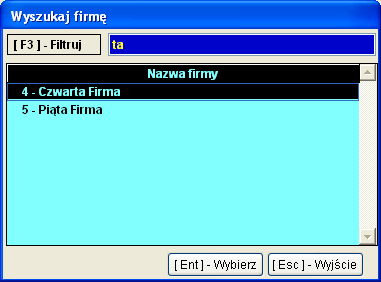 Wyszukaj firmę
[ F3 ] - Filtruj ta
Nazwa firmy
4 - Czwarta Firma
5 - Piąta Firma
[ Ent ] - Wybierz [ Esc ] - Wyjście